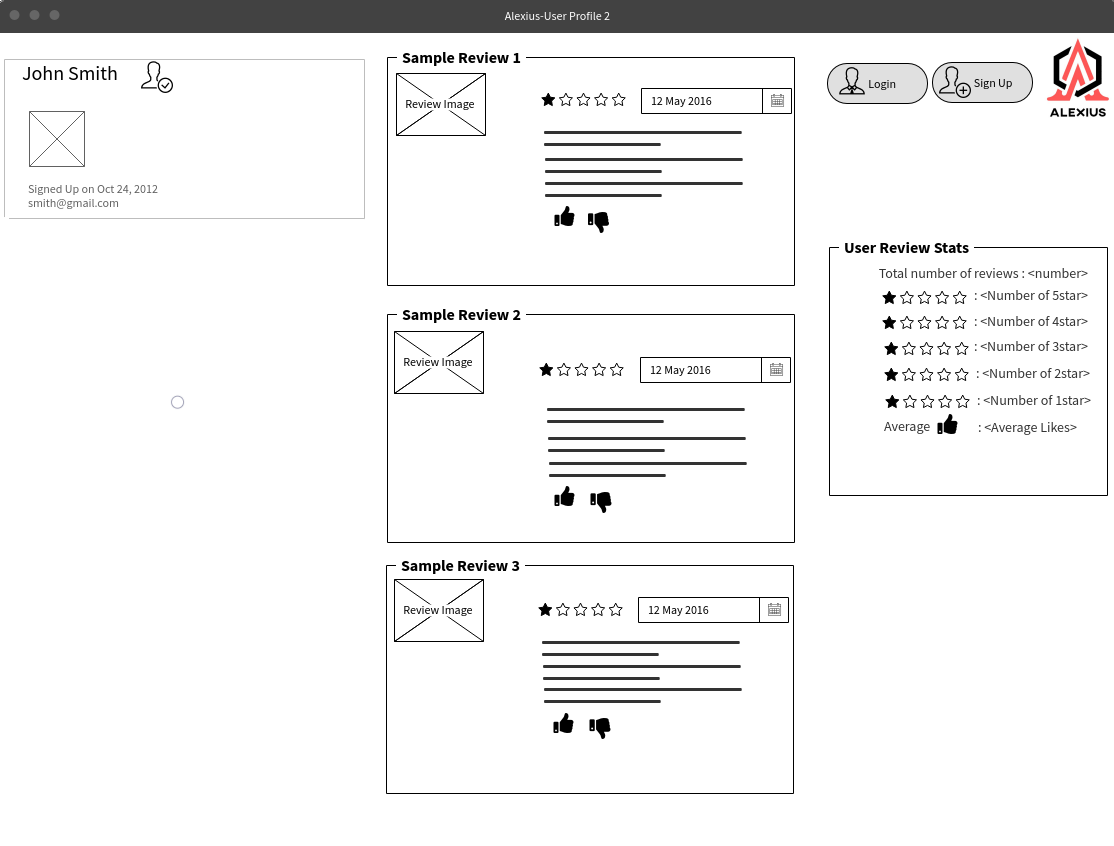 Alexius-User Profile 2
John Smith
Signed Up on Oct 24, 2012
smith@gmail.com
Sample Review 1
Review Image
12 May 2016
Sample Review 2
Review Image
12 May 2016
Sample Review 3
Review Image
12 May 2016
Login
Sign Up
ALEXIUS
User Review Stats
Total number of reviews : <number>
: <Number of 5star>
: <Number of 4star>
: <Number of 3star>
: <Number of 2star>
: <Number of 1star>
Average : <Average Likes>